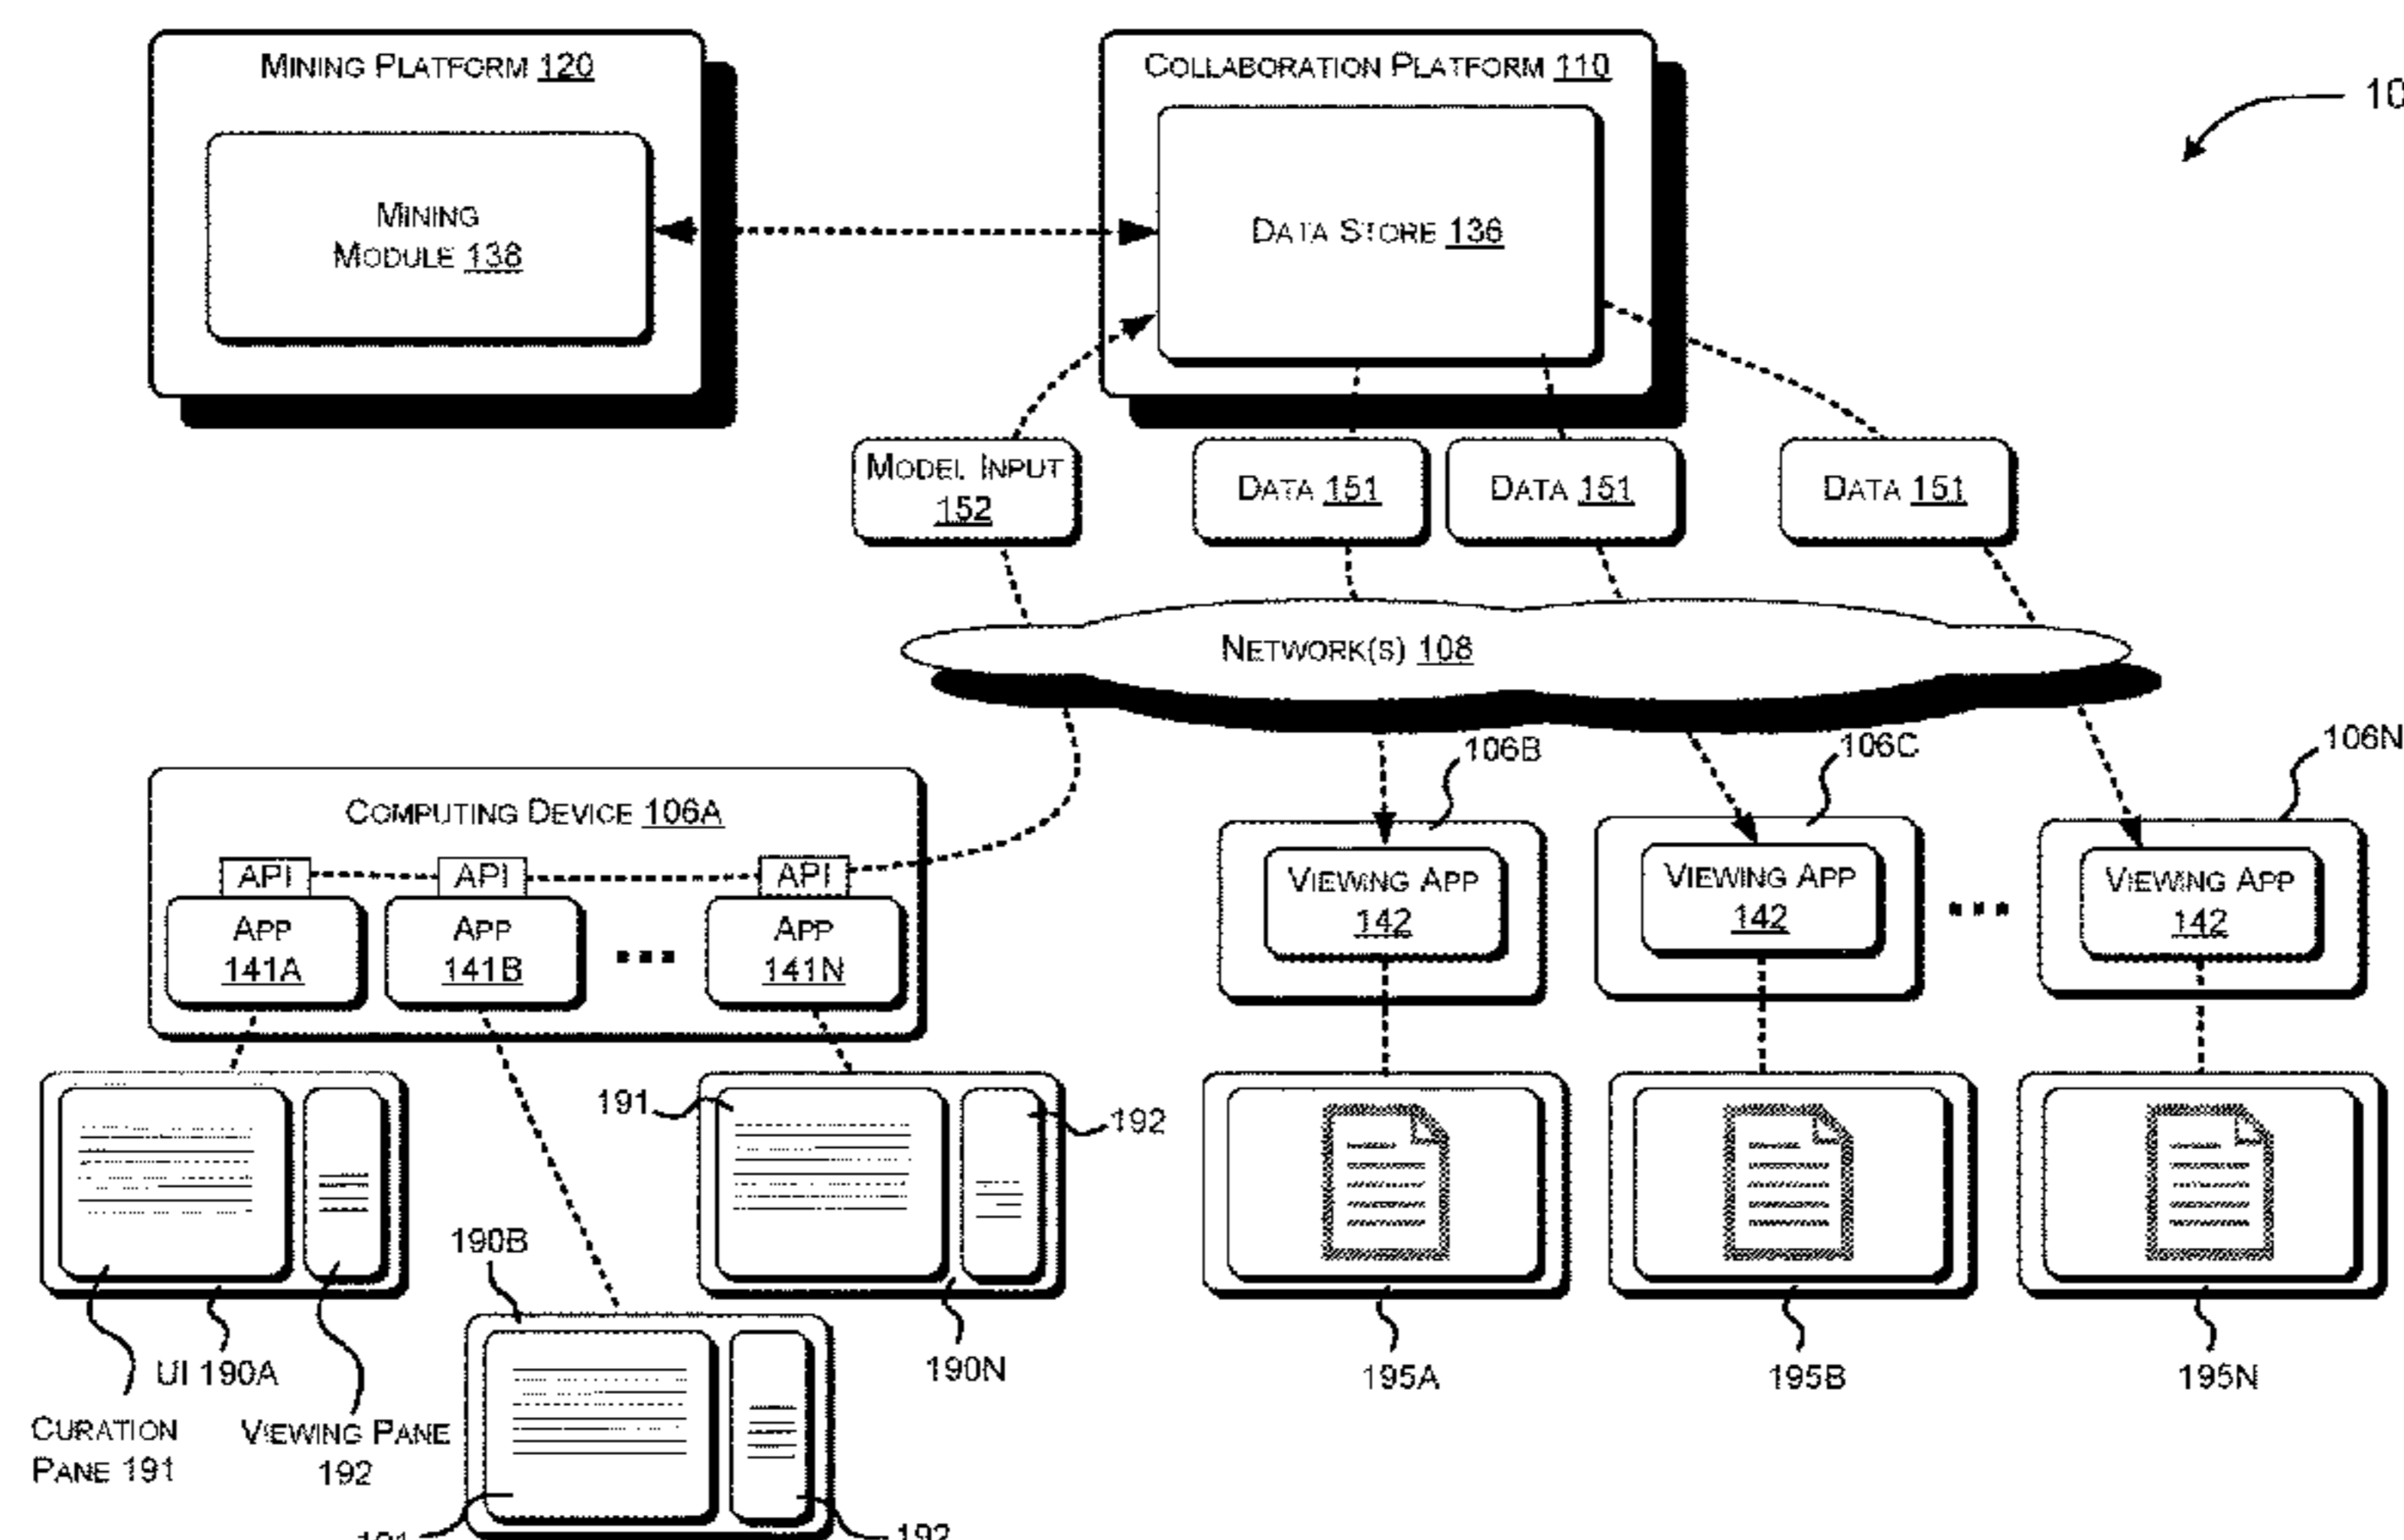 MINING PLATFORM 120
COLLABORATION PLATFORM 110
10
MINING
MODULE 138
DATA STORE 136
MODEL INPUT
152
DATA 151
DATA 151
DATA 151
NETWORK(S) 108
106B
106C
106N
COMPUTING DEVICE 106A
API
API
API
APP
141A
APP
141B
APP
141N
VIEWING APP
142
VIEWING APP
142
VIEWING APP
142
191
192
190B
190N
UI 190A
195A
195B
195N
CURATION
PANE 191
VIEWING PANE
192
191
192